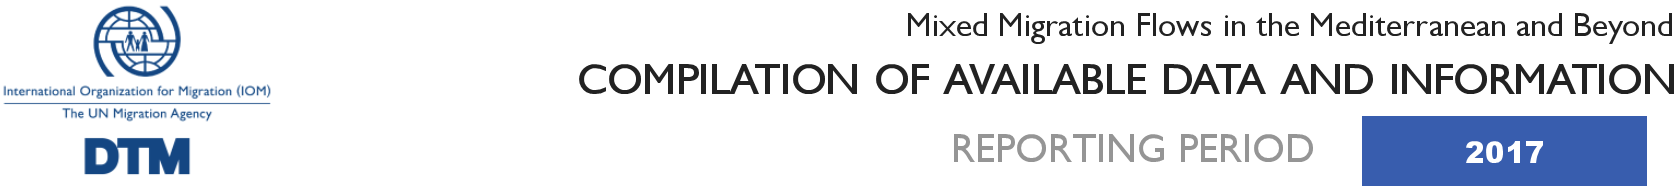 Mixed Migration Flows in the Mediterranean and Beyond
COMPILATION OF AVAILABLE DATA AND INFORMATION
REPORTING PERIOD 2017
International Organization for Migration (IOM)
The UN Migration Agency
DTM